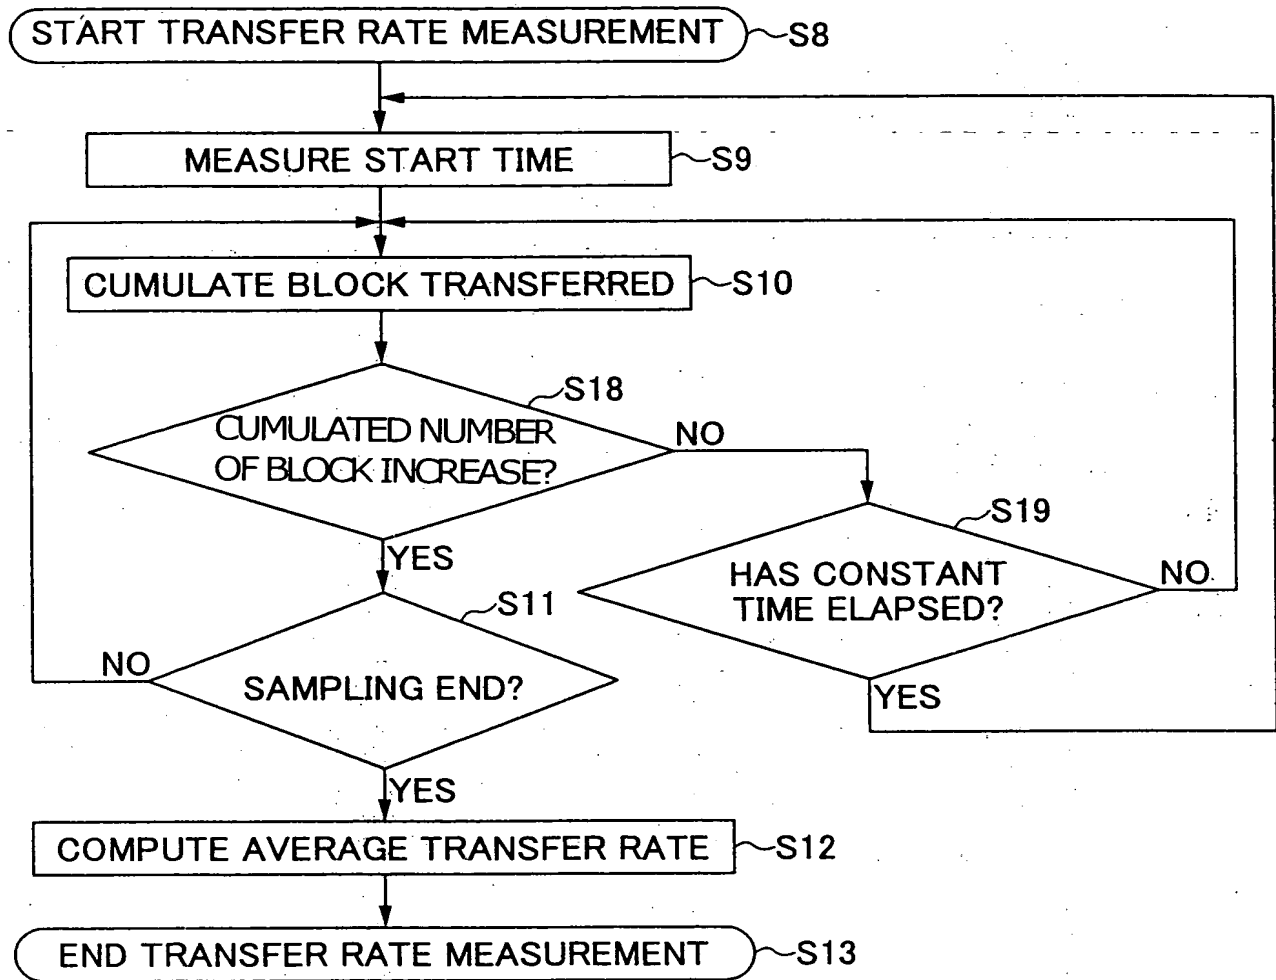 START TRANSFER RATE MEASUREMENT
S8
MEASURE START TIME
S9
CUMULATE BLOCK TRANSFERRED
S10
S18
CUMULATED NUMBER
OF BLOCK INCREASE?
NO
YES
S19
HAS CONSTANT
TIME ELAPSED?
NO
YES
S11
SAMPLING END?
NO
YES
COMPUTE AVERAGE TRANSFER RATE
S12
END TRANSFER RATE MEASUREMENT
S13